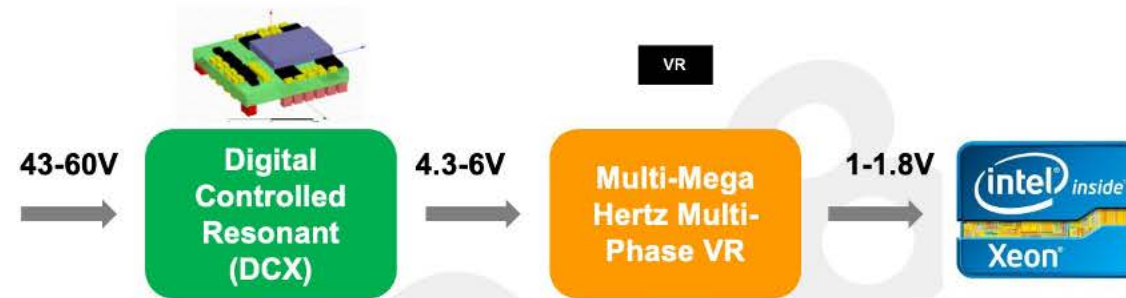 VR
43-60V
Digital
Controlled
Resonant
(DCX)
4.3-6V
Multi-Mega
Hertz Multi-
Phase VR
1-1.8V
intel inside
Xeon